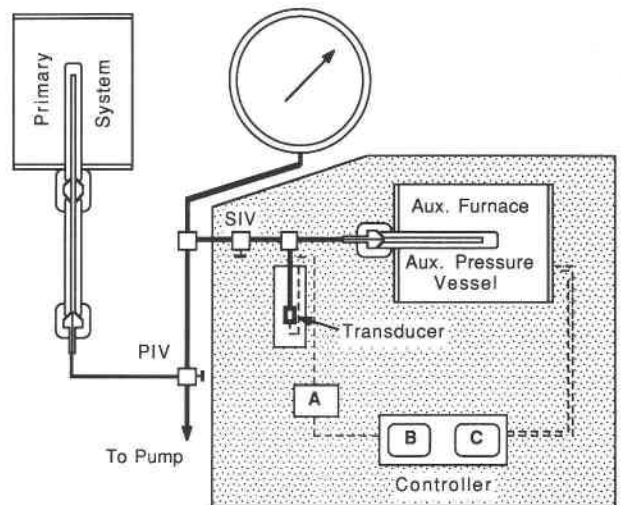 Primary
System
SIV
Aux. Furnace
Aux. Pressure
Vessel
Transducer
PIV
A
To Pump
B
C
Controller